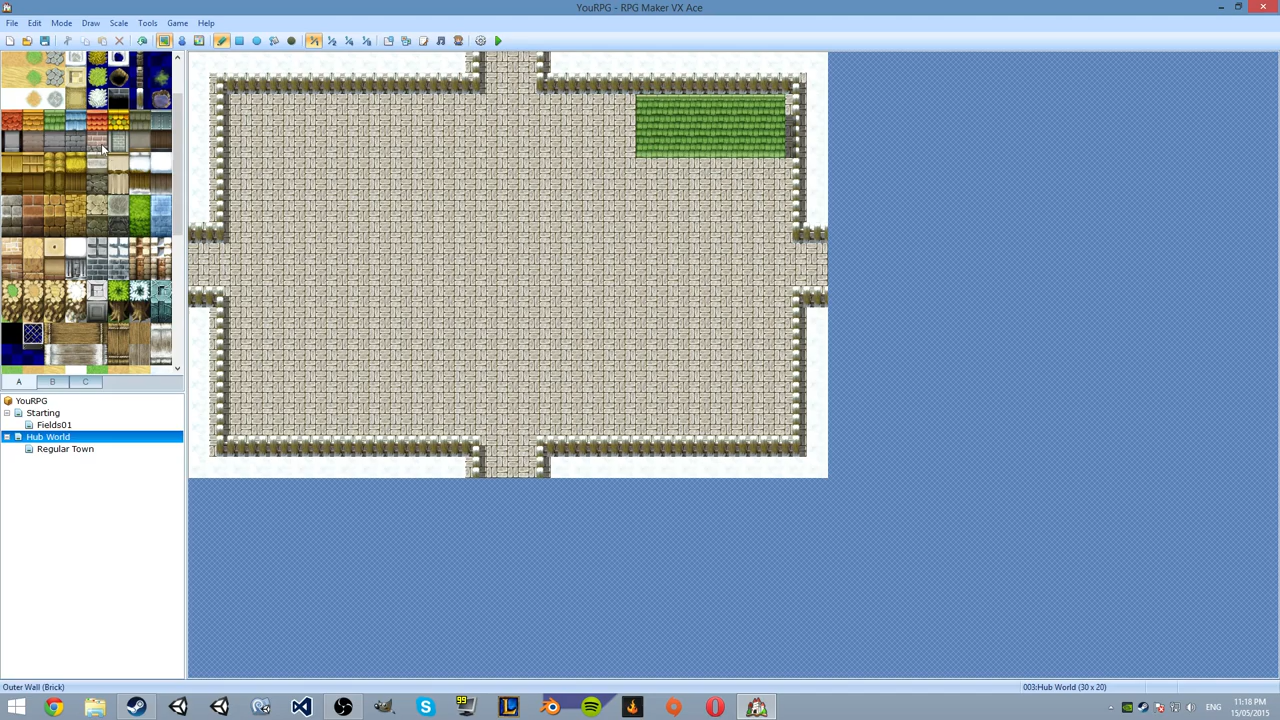 YouRPG - RPG Maker VX Ace
File Edit Mode Draw Scale Tools Game Help
A B C
YouRPG
Starting
Fields01
Hub World
Regular Town
Outer Wall (Brick)
003:Hub World (30 x 20)
99
ENG
11:18 PM
15/05/2015